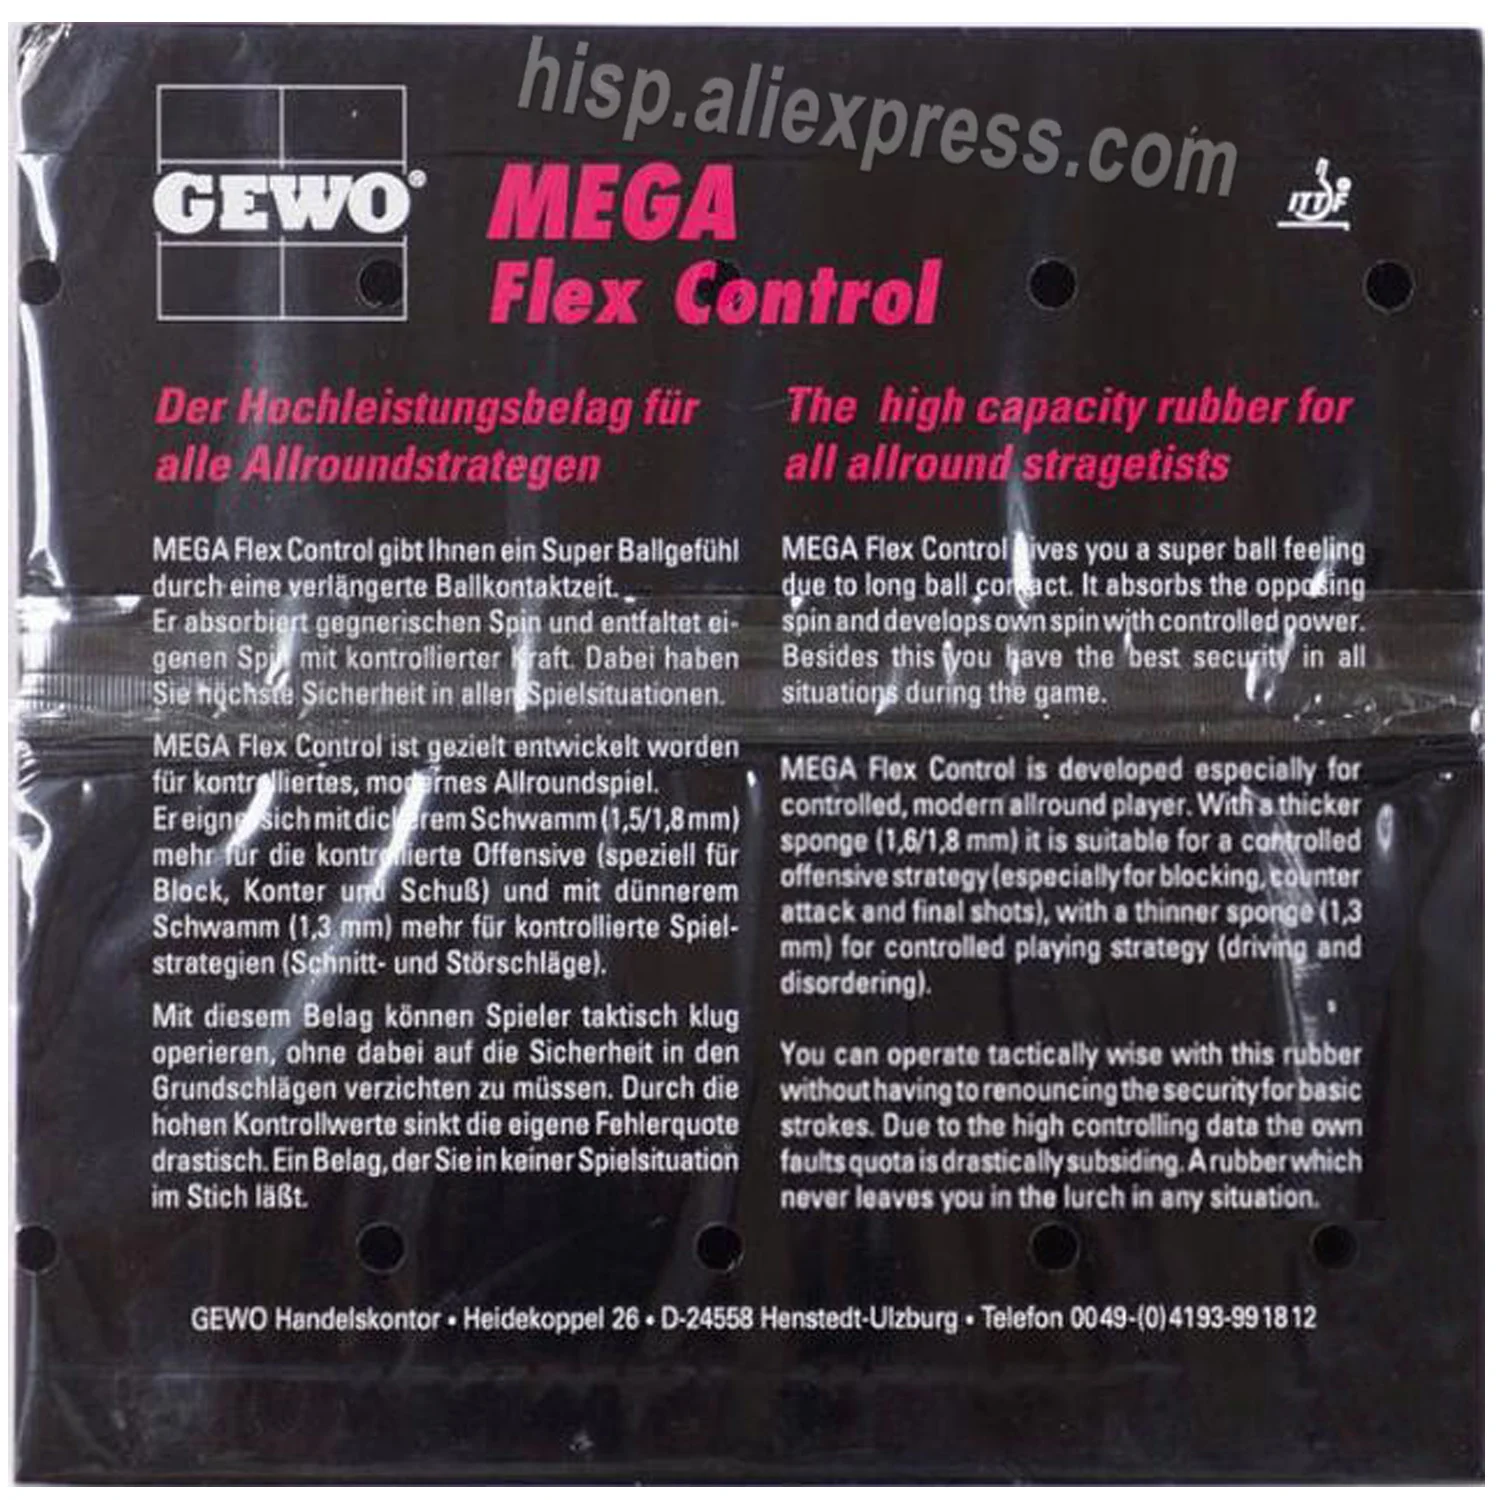 hisp.aliexpress.com
GEWO®
MEGA
Flex Control
ITTF
Der Hochleistungsbelag für
alle Allroundstrategen
MEGA Flex Control gibt Ihnen ein Super Ballgefühl
durch eine verlängerte Ballkontaktzeit.
Er absorbiert gegnerischen Spin und entfaltet ei-
genen Spin mit kontrollierter Kraft. Dabei haben
Sie höchste Sicherheit in allen Spielsituationen.
MEGA Flex Control ist gezielt entwickelt worden
für kontrolliertes, modernes Allroundspiel.
Er eignet sich mit dickerem Schwamm (1,5/1,8 mm)
mehr für die kontrollierte Offensive (speziell für
Block, Konter und Schuß) und mit dünnerem
Schwamm (1,3 mm) mehr für kontrollierte Spiel-
strategien (Schnitt- und Störschläge).
Mit diesem Belag können Spieler taktisch klug
operieren, ohne dabei auf die Sicherheit in den
Grundschlägen verzichten zu müssen. Durch die
hohen Kontrollwerte sinkt die eigene Fehlerquote
drastisch. Ein Belag, der Sie in keiner Spielsituation
im Stich läßt.
The high capacity rubber for
all allround stragetists
MEGA Flex Control gives you a super ball feeling
due to long ball contact. It absorbs the opposing
spin and develops own spin with controlled power.
Besides this you have the best security in all
situations during the game.
MEGA Flex Control is developed especially for
controlled, modern allround player. With a thicker
sponge (1,6/1,8 mm) it is suitable for a controlled
offensive strategy (especially for blocking, counter
attack and final shots), with a thinner sponge (1,3
mm) for controlled playing strategy (driving and
disordering).
You can operate tactically wise with this rubber
without having to renouncing the security for basic
strokes. Due to the high controlling data the own
faults quota is drastically subsiding. A rubber which
never leaves you in the lurch in any situation.
GEWO Handelskontor • Heidekoppel 26 • D-24558 Henstedt-Ulzburg • Telefon 0049-(0)4193-991812